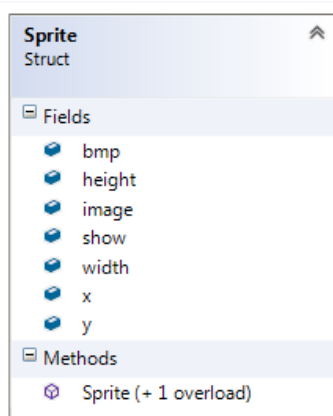 Sprite
Struct
Fields
bmp
height
image
show
width
x
y
Methods
Sprite (+ 1 overload)